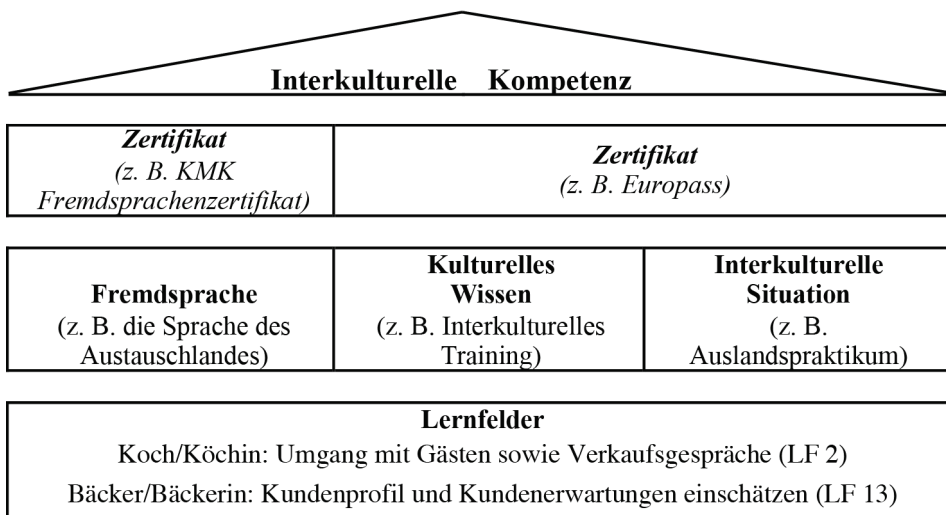 Interkulturelle Kompetenz
Zertifikat
(z. B. KMK
Fremdsprachenzertifikat)
Zertifikat
(z. B. Europass)
Fremdsprache
(z. B. die Sprache des
Austauschlandes)
Kulturelles
Wissen
(z. B. Interkulturelles
Training)
Interkulturelle
Situation
(z. B.
Auslandspraktikum)
Lernfelder
Koch/Köchin: Umgang mit Gästen sowie Verkaufsgespräche (LF 2)
Bäcker/Bäckerin: Kundenprofil und Kundenerwartungen einschätzen (LF 13)